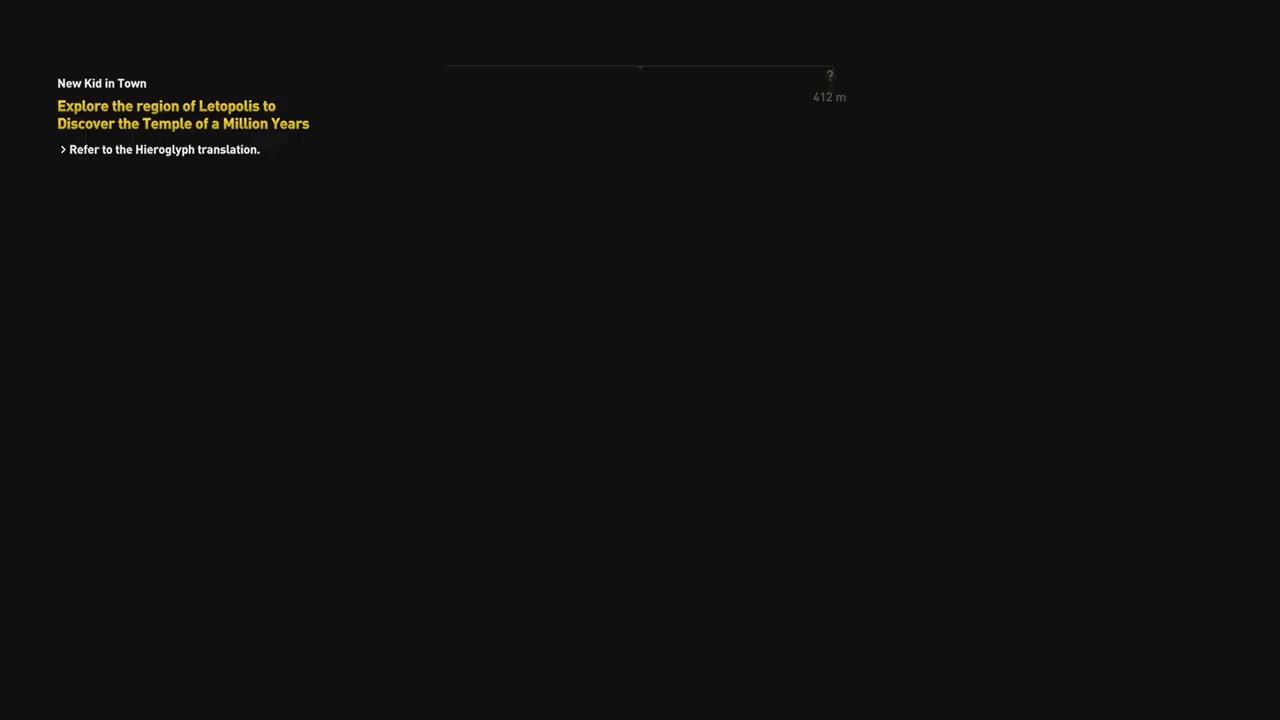 New Kid in Town
Explore the region of Letopolis to
Discover the Temple of a Million Years
> Refer to the Hieroglyph translation.
?
412 m